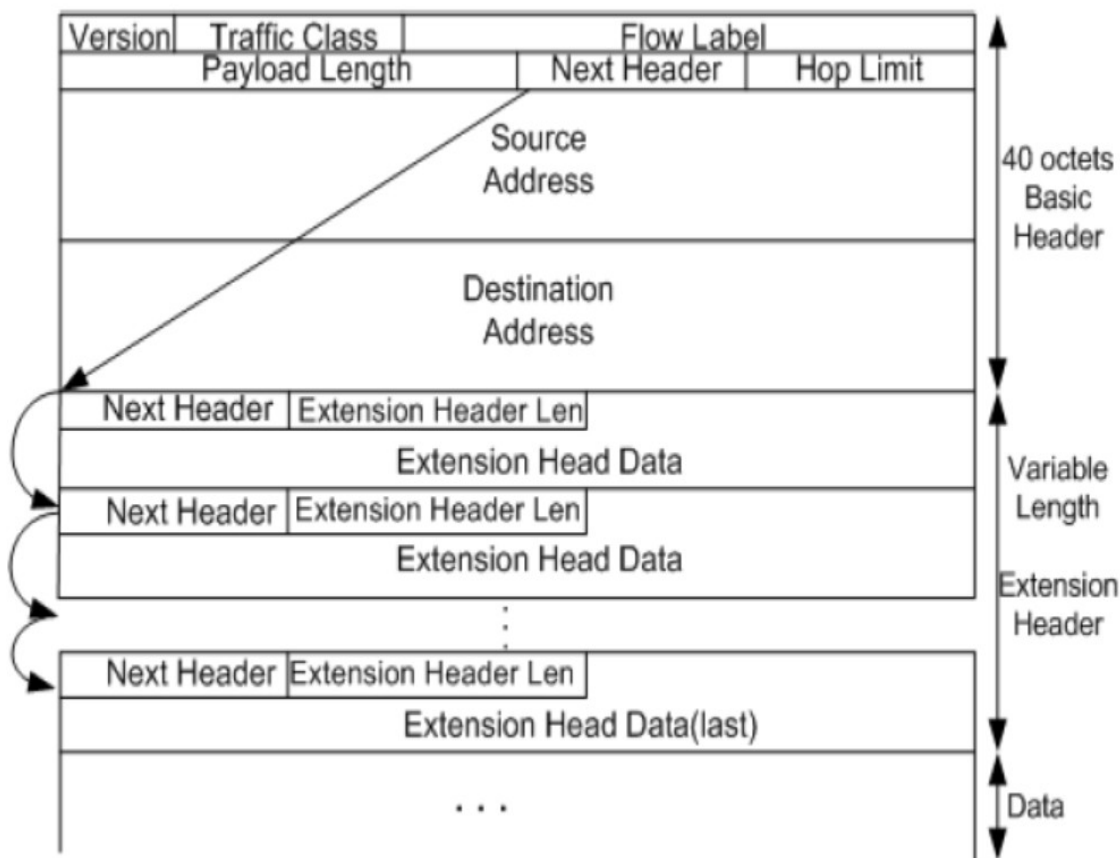 Version Traffic Class Flow Label
Payload Length Next Header Hop Limit
Source
Address
Destination
Address
40 octets
Basic
Header
Next Header Extension Header Len
Extension Head Data
Next Header Extension Header Len
Extension Head Data
⋮
Next Header Extension Header Len
Extension Head Data(last)
Variable
Length
Extension
Header
. . .
Data